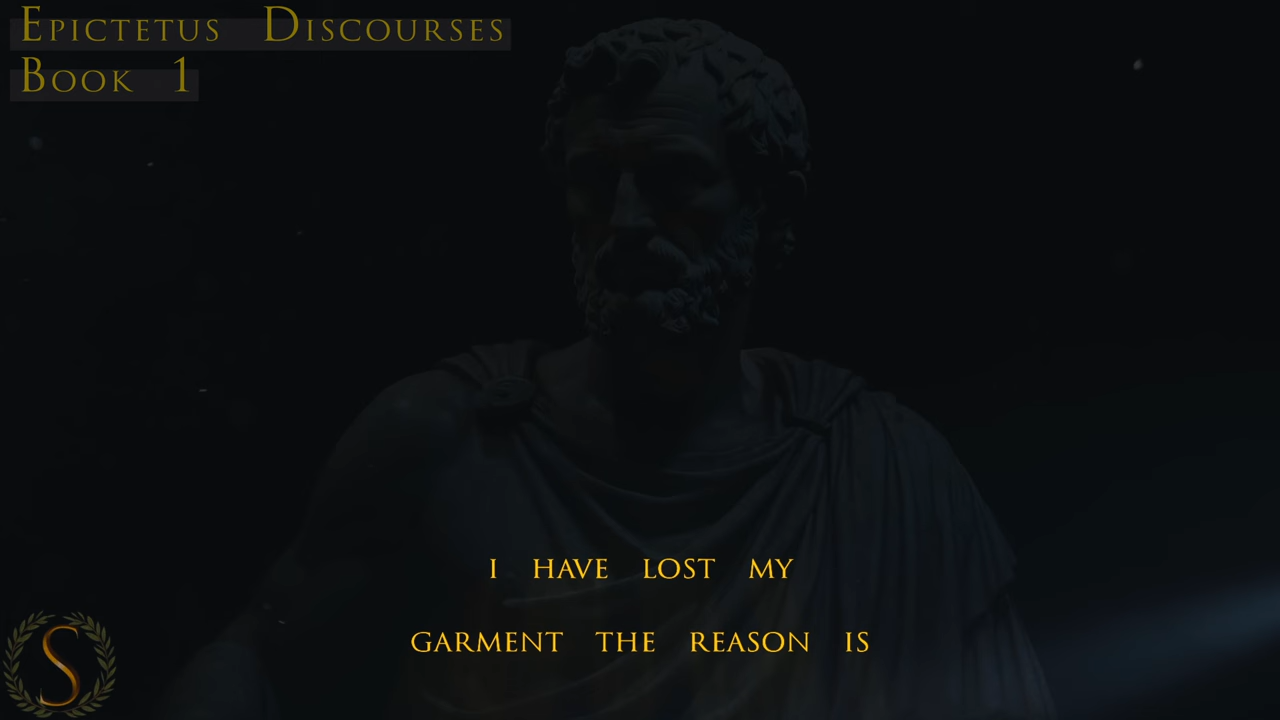 Epictetus Discourses
Book 1
I HAVE LOST MY
GARMENT THE REASON IS
S